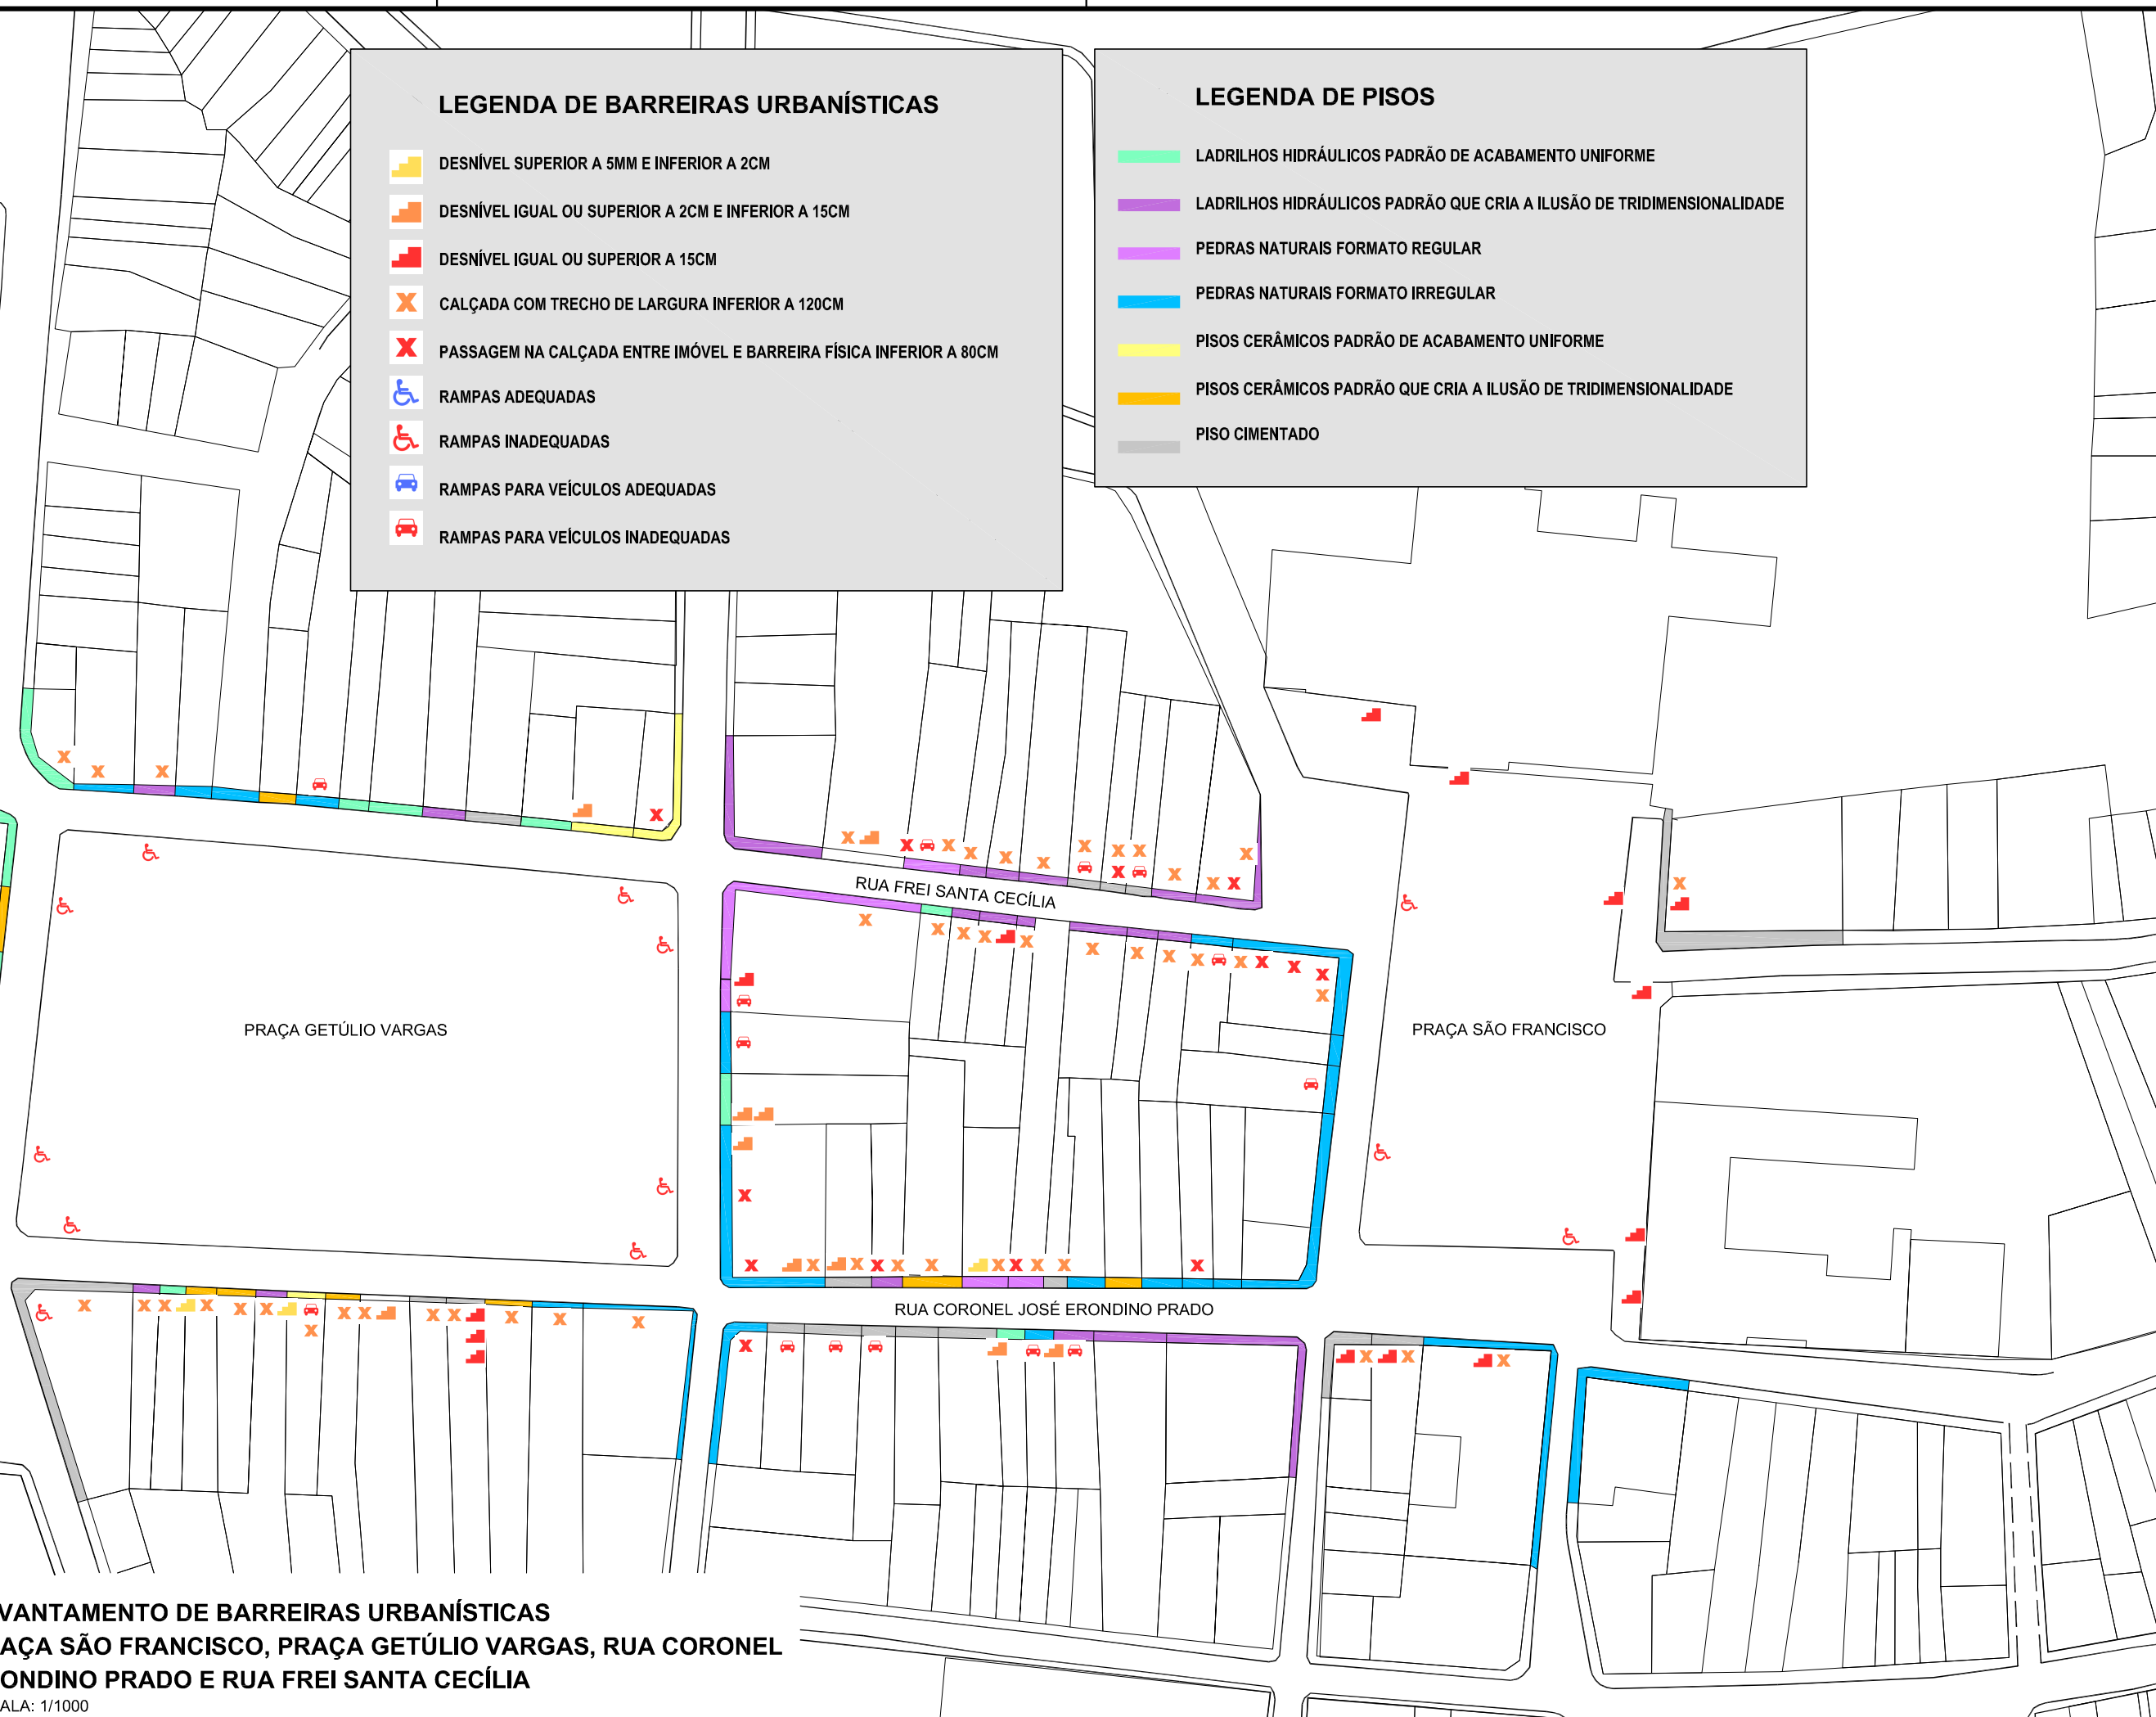 LEGENDA DE BARREIRAS URBANÍSTICAS
DESNÍVEL SUPERIOR A 5MM E INFERIOR A 2CM
DESNÍVEL IGUAL OU SUPERIOR A 2CM E INFERIOR A 15CM
DESNÍVEL IGUAL OU SUPERIOR A 15CM
CALÇADA COM TRECHO DE LARGURA INFERIOR A 120CM
PASSAGEM NA CALÇADA ENTRE IMÓVEL E BARREIRA FÍSICA INFERIOR A 80CM
RAMPAS ADEQUADAS
RAMPAS INADEQUADAS
RAMPAS PARA VEÍCULOS ADEQUADAS
RAMPAS PARA VEÍCULOS INADEQUADAS
LEGENDA DE PISOS
LADRILHOS HIDRÁULICOS PADRÃO DE ACABAMENTO UNIFORME
LADRILHOS HIDRÁULICOS PADRÃO QUE CRIA A ILUSÃO DE TRIDIMENSIONALIDADE
PEDRAS NATURAIS FORMATO REGULAR
PEDRAS NATURAIS FORMATO IRREGULAR
PISOS CERÂMICOS PADRÃO DE ACABAMENTO UNIFORME
PISOS CERÂMICOS PADRÃO QUE CRIA A ILUSÃO DE TRIDIMENSIONALIDADE
PISO CIMENTADO
RUA FREI SANTA CECÍLIA
PRAÇA GETÚLIO VARGAS
PRAÇA SÃO FRANCISCO
RUA CORONEL JOSÉ ERONDINO PRADO
VANTAMENTO DE BARREIRAS URBANÍSTICAS
AÇA SÃO FRANCISCO, PRAÇA GETÚLIO VARGAS, RUA CORONEL
ONDINO PRADO E RUA FREI SANTA CECÍLIA
ALA: 1/1000